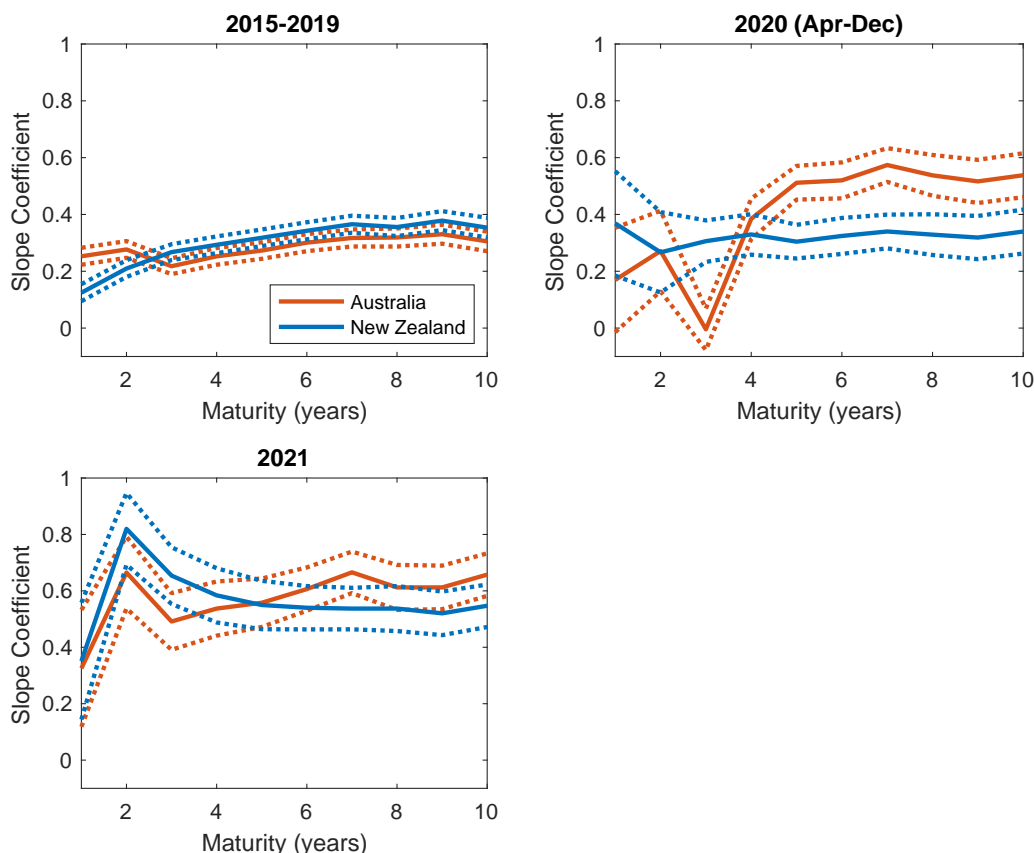 2015-2019
1
0.8
0.6
0.4
0.2
0
Slope Coefficient
Australia
New Zealand
2 4 6 8 10
Maturity (years)
2020 (Apr-Dec)
1
0.8
0.6
0.4
0.2
0
Slope Coefficient
2 4 6 8 10
Maturity (years)
2021
1
0.8
0.6
0.4
0.2
0
Slope Coefficient
2 4 6 8 10
Maturity (years)